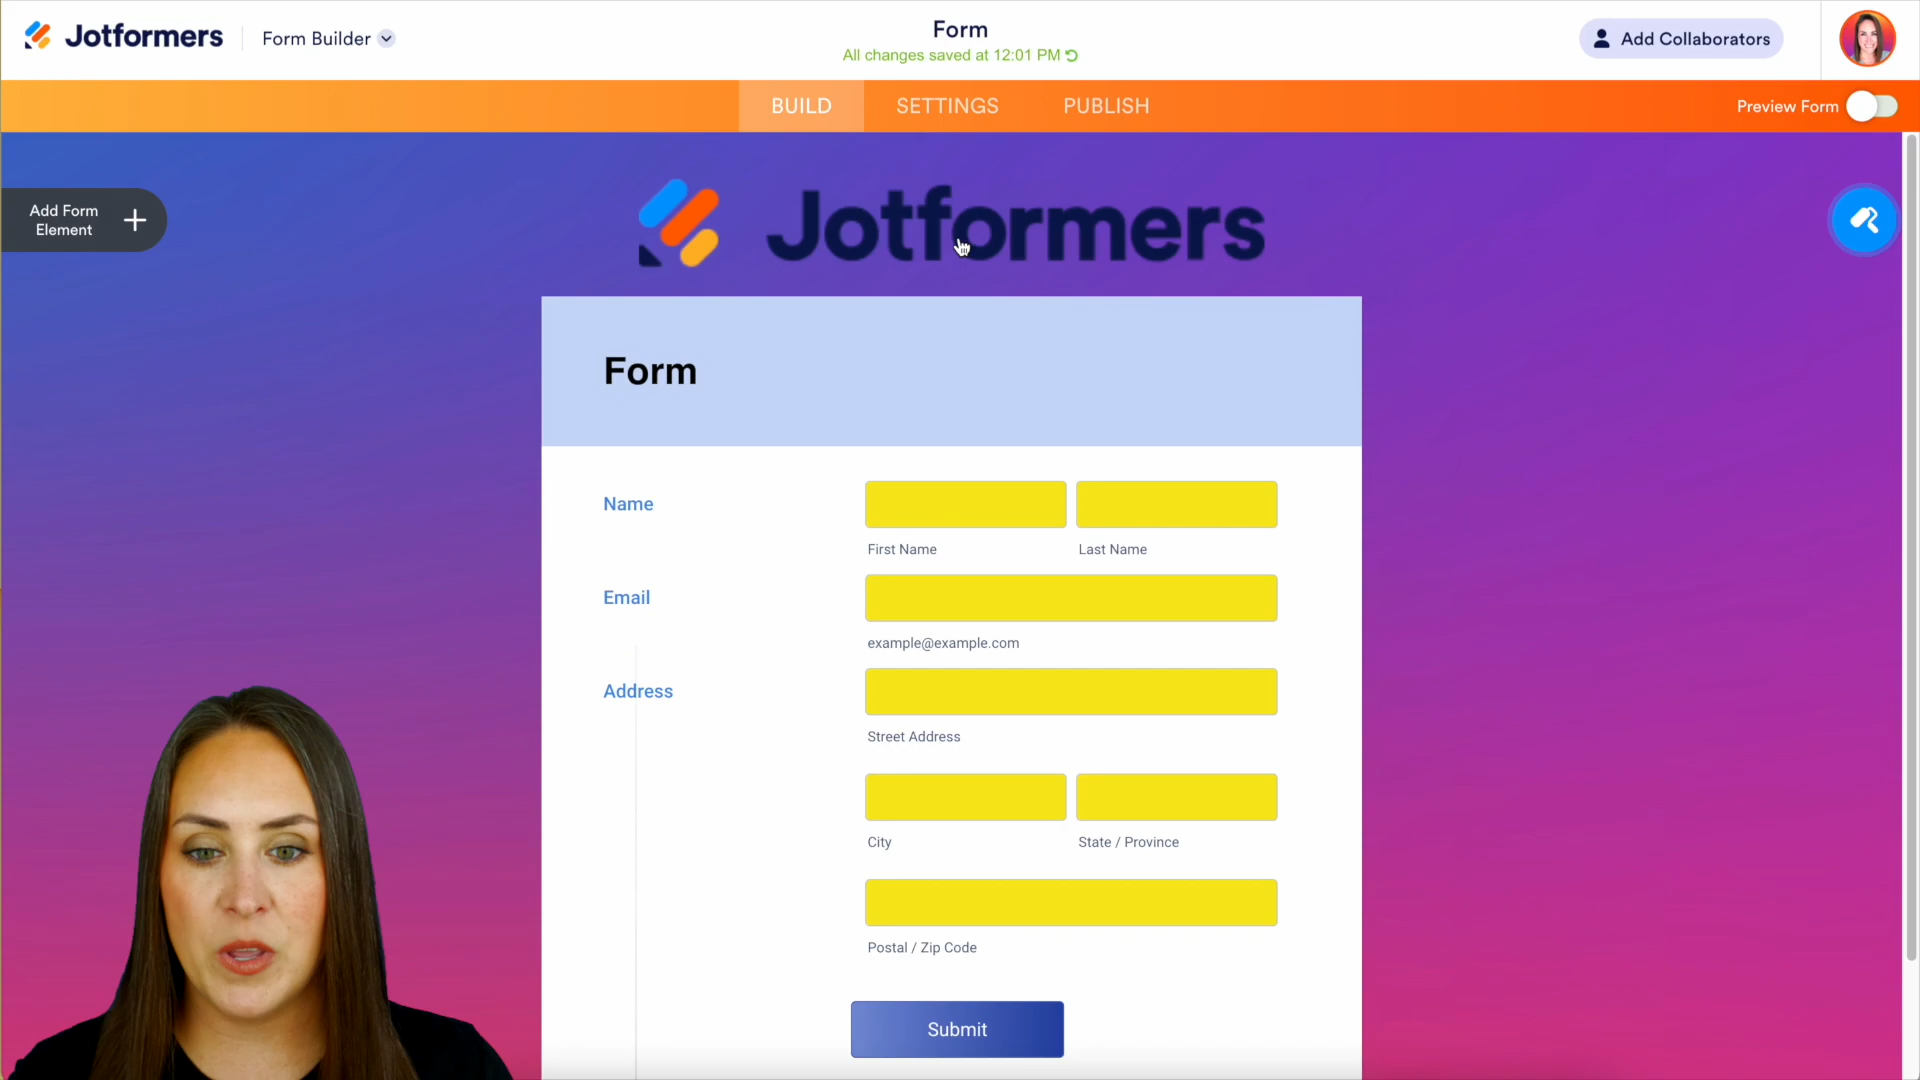 Jotformers
Form Builder
Form
All changes saved at 12:01 PM
Add Collaborators
BUILD
SETTINGS
PUBLISH
Preview Form
Add Form
Element
Jotformers
Form
Name
First Name
Last Name
Email
example@example.com
Address
Street Address
City
State / Province
Postal / Zip Code
Submit